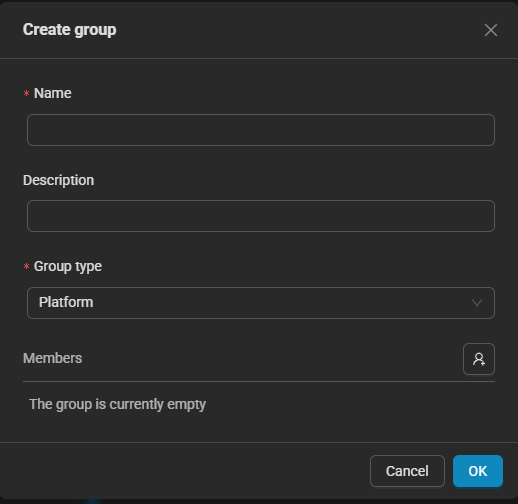 Create group
* Name
Description
* Group type
Platform
Members
The group is currently empty
Cancel OK